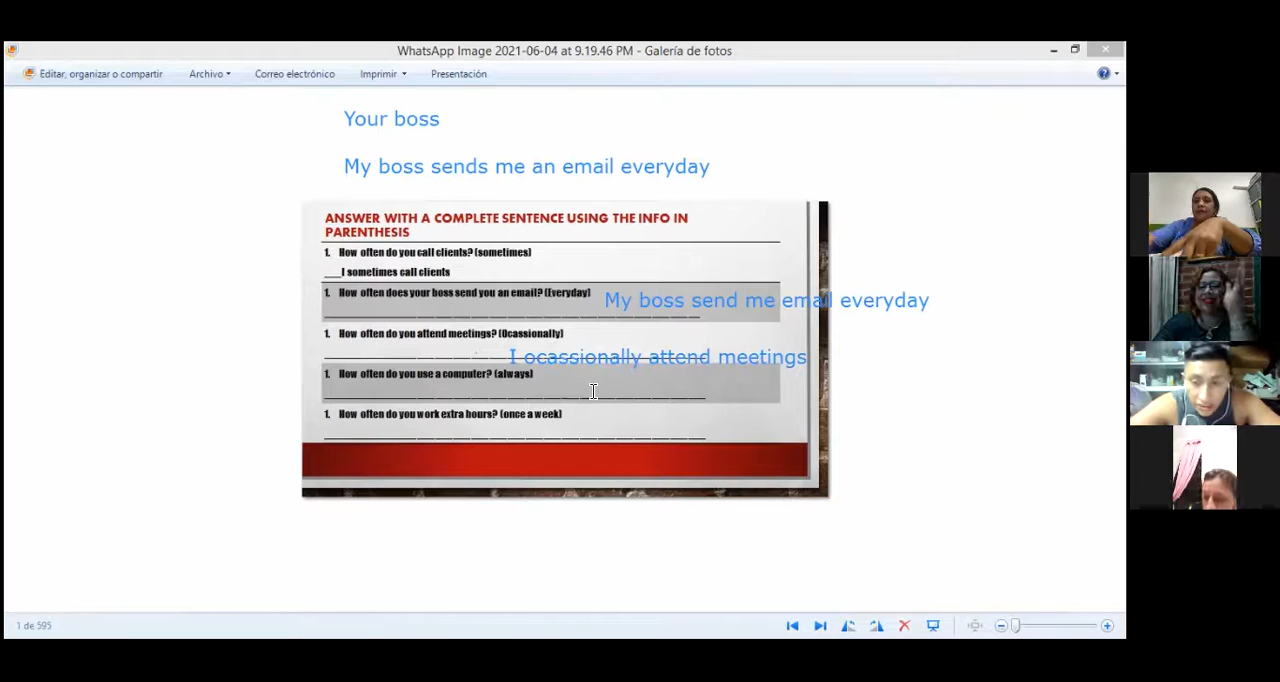 WhatsApp Image 2021-06-04 at 9.19.46 PM - Galería de fotos
Editar, organizar o compartir Archivo Correo electrónico Imprimir Presentación
Your boss
My boss sends me an email everyday
ANSWER WITH A COMPLETE SENTENCE USING THE INFO IN
PARENTHESIS
1. How often do you call clients? (sometimes)
___I sometimes call clients
1. How often does your boss send you an email? (Everyday)
My boss send me email everyday
1. How often do you attend meetings? (Ocassionally)
I ocassionally attend meetings
1. How often do you use a computer? (always)
1. How often do you work extra hours? (once a week)
1 de 595